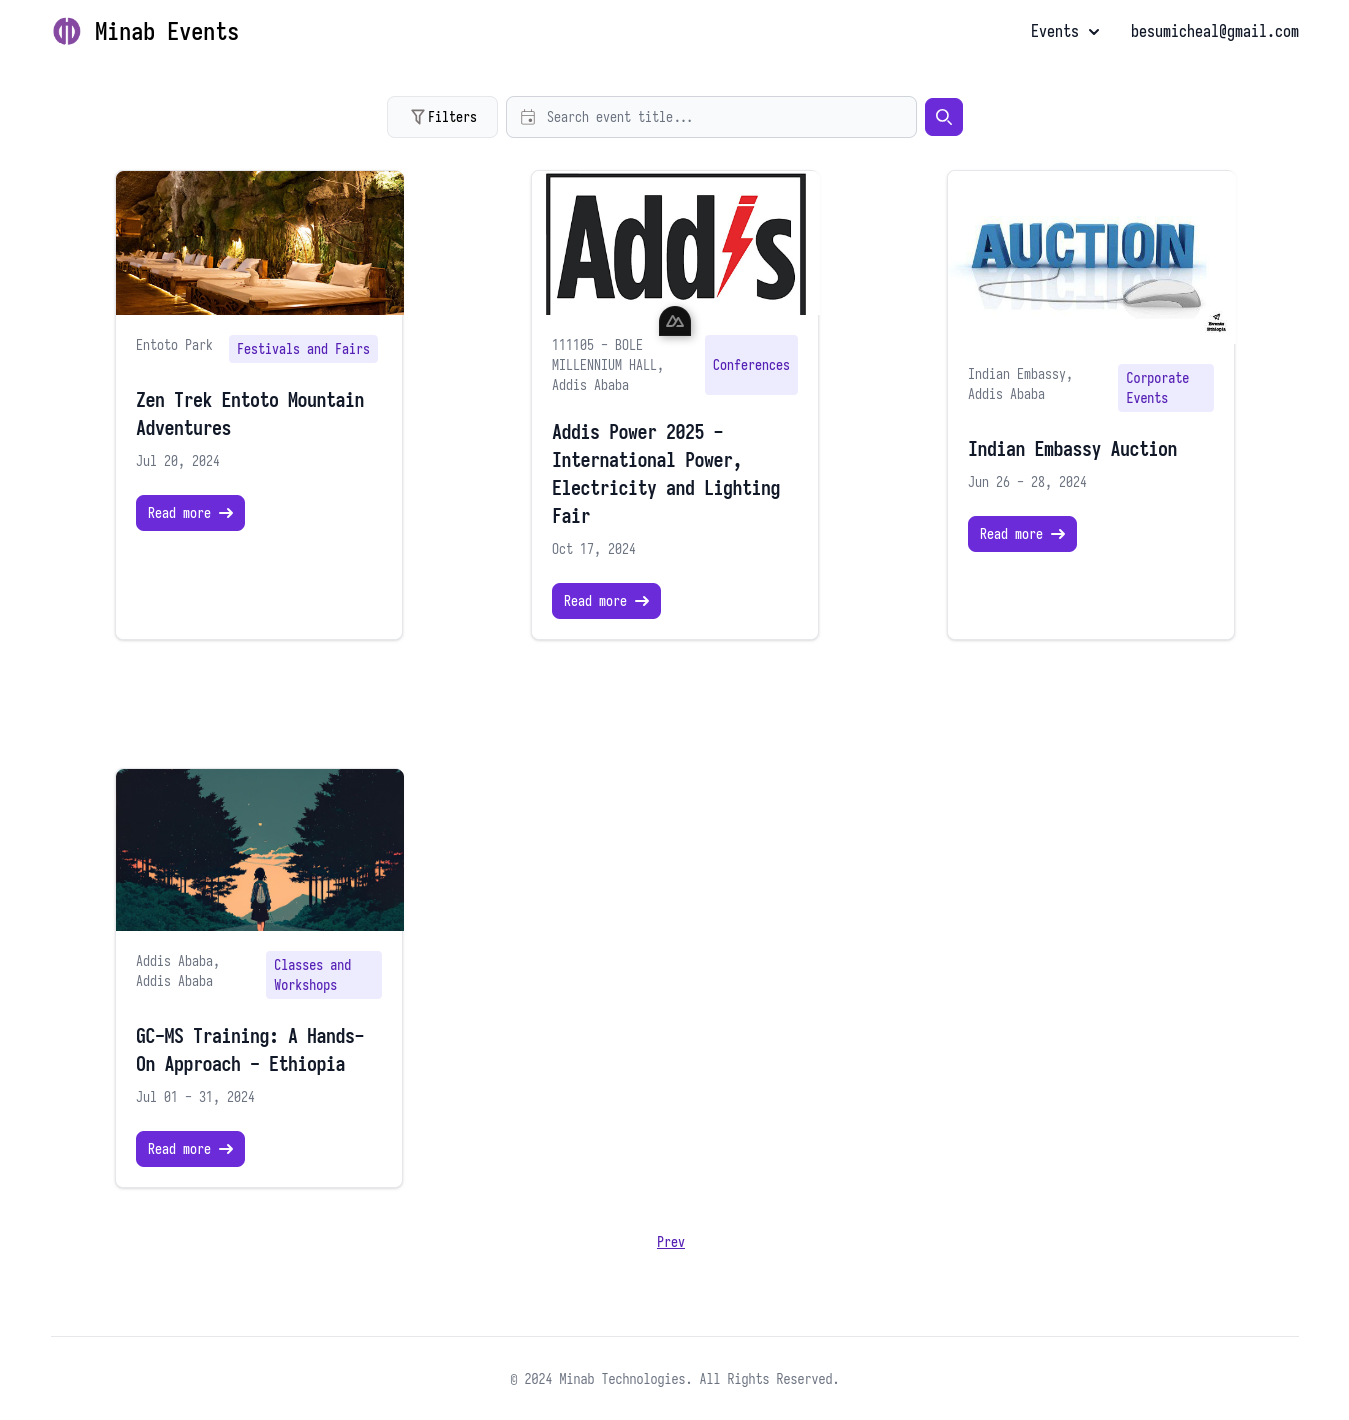 Minab Events
Events
besumicheal@gmail.com
Filters
Search event title...
Entoto Park
Festivals and Fairs
Zen Trek Entoto Mountain
Adventures
Jul 20, 2024
Read more
Addis
111105 - BOLE
MILLENNIUM HALL,
Addis Ababa
Conferences
Addis Power 2025 -
International Power,
Electricity and Lighting
Fair
Oct 17, 2024
Read more
AUCTION
Indian Embassy,
Addis Ababa
Corporate
Events
Indian Embassy Auction
Jun 26 - 28, 2024
Read more
Addis Ababa,
Addis Ababa
Classes and
Workshops
GC-MS Training: A Hands-
On Approach - Ethiopia
Jul 01 - 31, 2024
Read more
Prev
© 2024 Minab Technologies. All Rights Reserved.